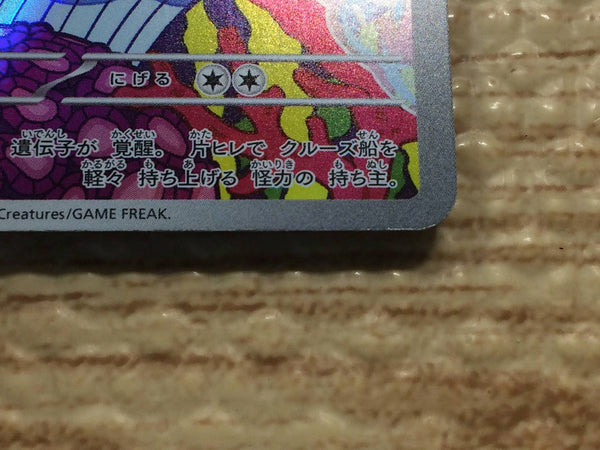 にげる
遺伝子が 覚醒。 片ヒレで クルーズ船を
軽々 持ち上げる 怪力の 持ち主。
Creatures/GAME FREAK.